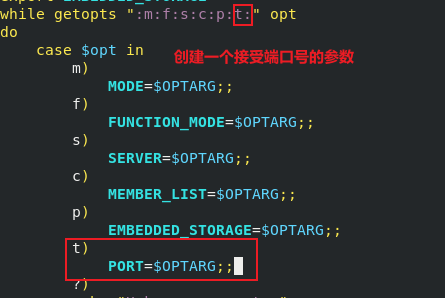 while getopts ":m:f:s:c:p:t:" opt
do
case $opt in
创建一个接受端口号的参数
m)
MODE=$OPTARG;;
f)
FUNCTION_MODE=$OPTARG;;
s)
SERVER=$OPTARG;;
c)
MEMBER_LIST=$OPTARG;;
p)
EMBEDDED_STORAGE=$OPTARG;;
t)
PORT=$OPTARG;;
?)